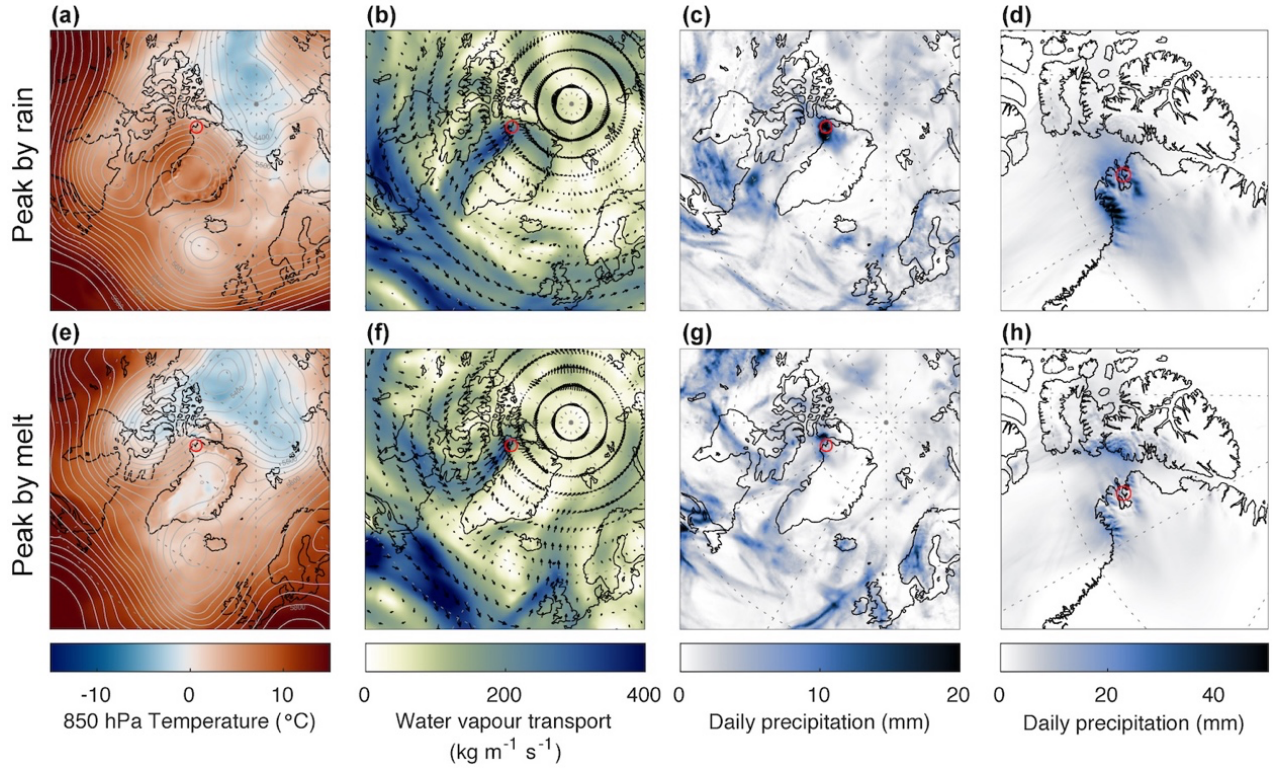 (a)
(b)
(c)
(d)
Peak by rain
(e)
(f)
(g)
(h)
Peak by melt
-10 0 10
0 200 400
0 10 20
0 20 40
850 hPa Temperature (°C)
Water vapour transport
(kg m⁻¹ s⁻¹)
Daily precipitation (mm)
Daily precipitation (mm)